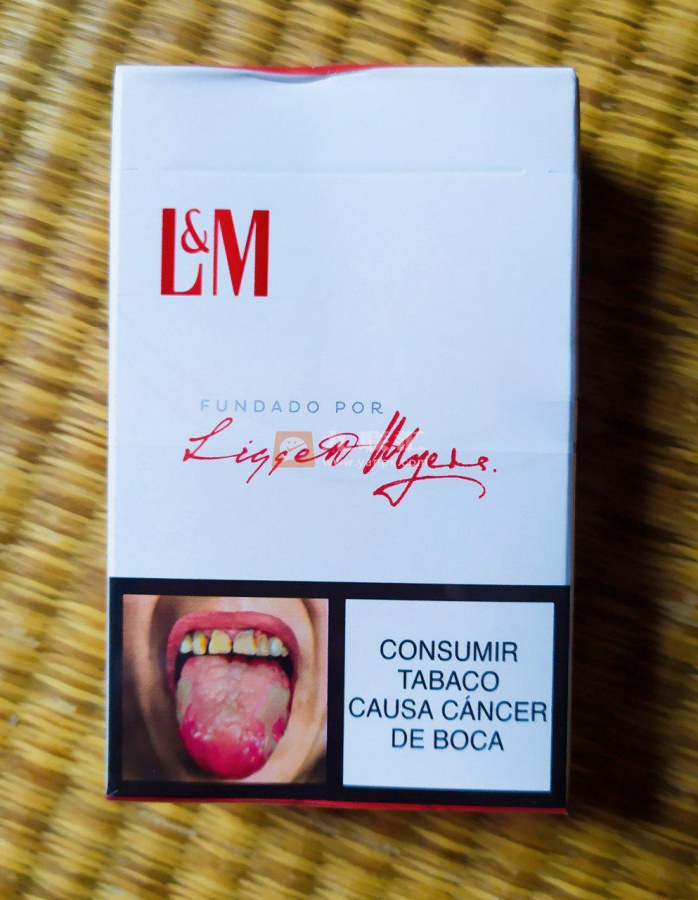 L&M
FUNDADO POR
Liggett Myers.
CONSUMIR
TABACO
CAUSA CÁNCER
DE BOCA